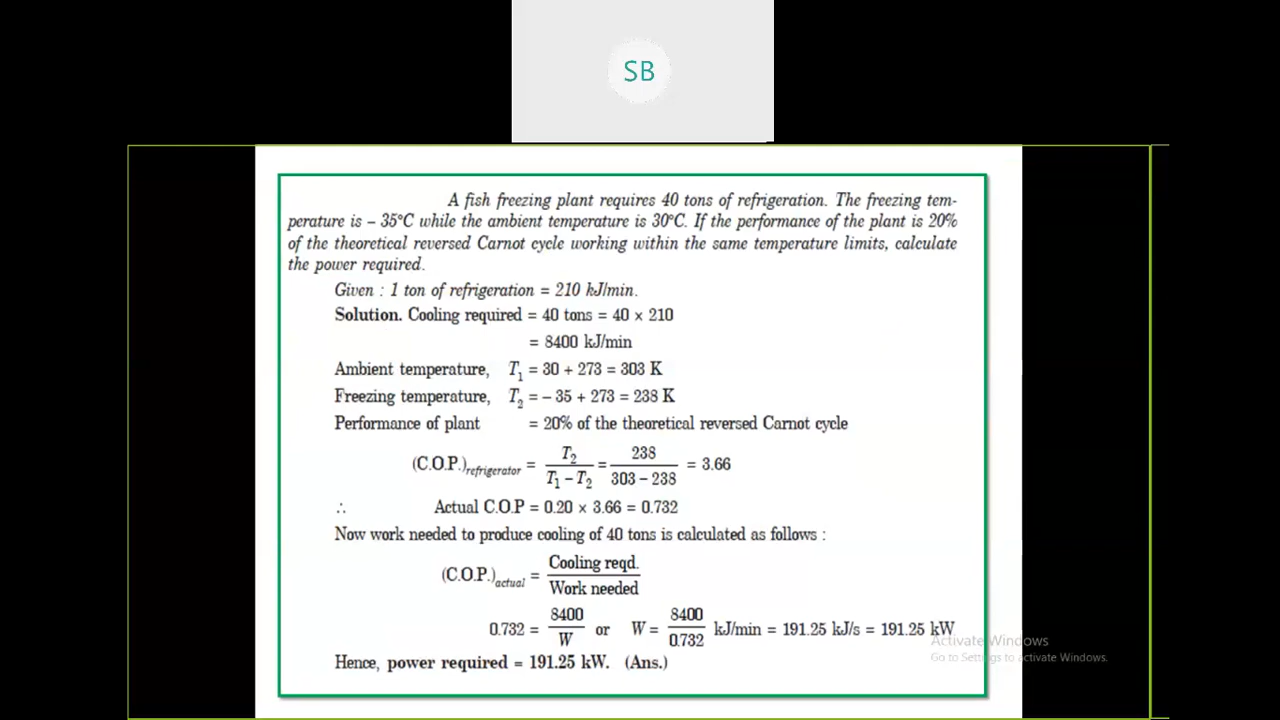 SB
A fish freezing plant requires 40 tons of refrigeration. The freezing tem-
perature is – 35°C while the ambient temperature is 30°C. If the performance of the plant is 20%
of the theoretical reversed Carnot cycle working within the same temperature limits, calculate
the power required.
Given : 1 ton of refrigeration = 210 kJ/min.
Solution. Cooling required = 40 tons = 40 × 210
= 8400 kJ/min
Ambient temperature, T₁ = 30 + 273 = 303 K
Freezing temperature, T₂ = – 35 + 273 = 238 K
Performance of plant = 20% of the theoretical reversed Carnot cycle
(C.O.P.)refrigerator = T₂ / (T₁ – T₂) = 238 / (303 – 238) = 3.66
∴ Actual C.O.P = 0.20 × 3.66 = 0.732
Now work needed to produce cooling of 40 tons is calculated as follows :
(C.O.P.)actual = Cooling reqd. / Work needed
0.732 = 8400 / W or W = 8400 / 0.732 kJ/min = 191.25 kJ/s = 191.25 kW
Hence, power required = 191.25 kW. (Ans.)
Activate Windows
Go to Settings to activate Windows.